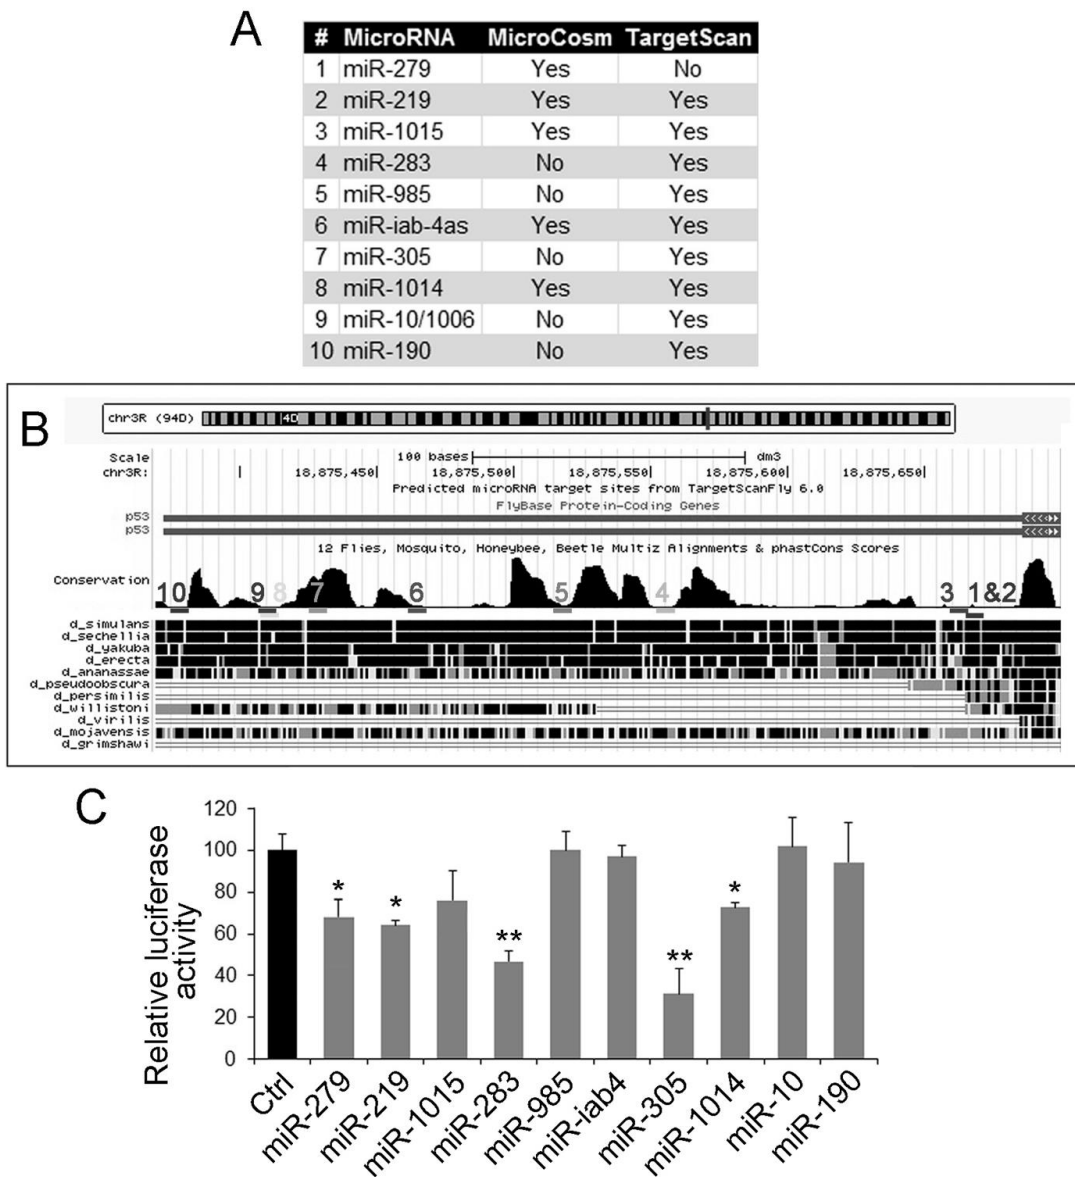 A
# MicroRNA MicroCosm TargetScan
1 miR-279 Yes No
2 miR-219 Yes Yes
3 miR-1015 Yes Yes
4 miR-283 No Yes
5 miR-985 No Yes
6 miR-iab-4as Yes Yes
7 miR-305 No Yes
8 miR-1014 Yes Yes
9 miR-10/1006 No Yes
10 miR-190 No Yes
B
chr3R (94D) 4D
Scale 100 bases dm3
chr3R: 18,875,450 18,875,500 18,875,550 18,875,600 18,875,650
Predicted microRNA target sites from TargetScanFly 6.0
FlyBase Protein-Coding Genes
p53
p53
12 Flies, Mosquito, Honeybee, Beetle Multiz Alignments & phastCons Scores
Conservation
10 9 8 7 6 5 4 3 1&2
d_simulans
d_sechellia
d_yakuba
d_erecta
d_ananassae
d_pseudoobscura
d_persimilis
d_willistoni
d_virilis
d_mojavensis
d_grimshawi
C
Relative luciferase
activity
120
100
80
60
40
20
0
* * ** ** *
Ctrl
miR-279
miR-219
miR-1015
miR-283
miR-985
miR-iab4
miR-305
miR-1014
miR-10
miR-190